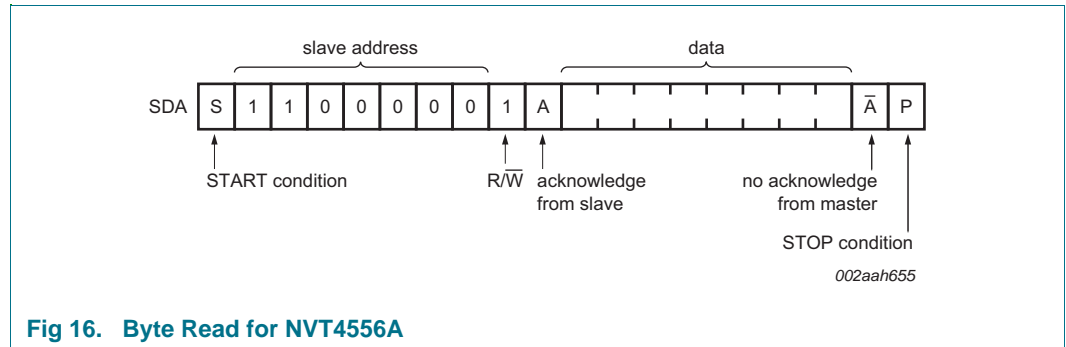 slave address data
SDA S 1 1 0 0 0 0 0 1 A A̅ P
START condition R/W̅ acknowledge from slave no acknowledge from master
STOP condition
002aah655
Fig 16. Byte Read for NVT4556A